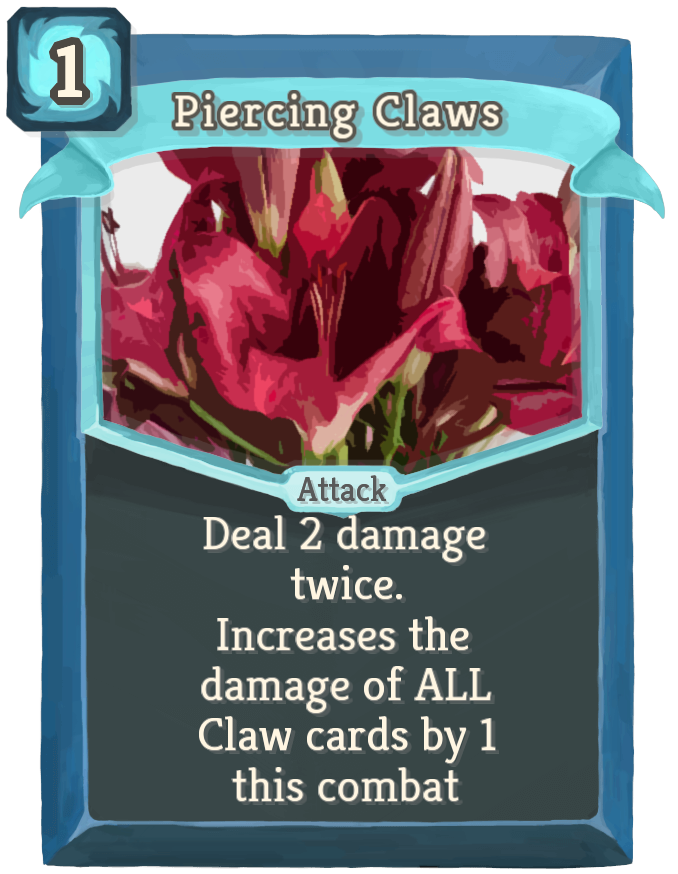 1
Piercing Claws
Attack
Deal 2 damage
twice.
Increases the
damage of ALL
Claw cards by 1
this combat